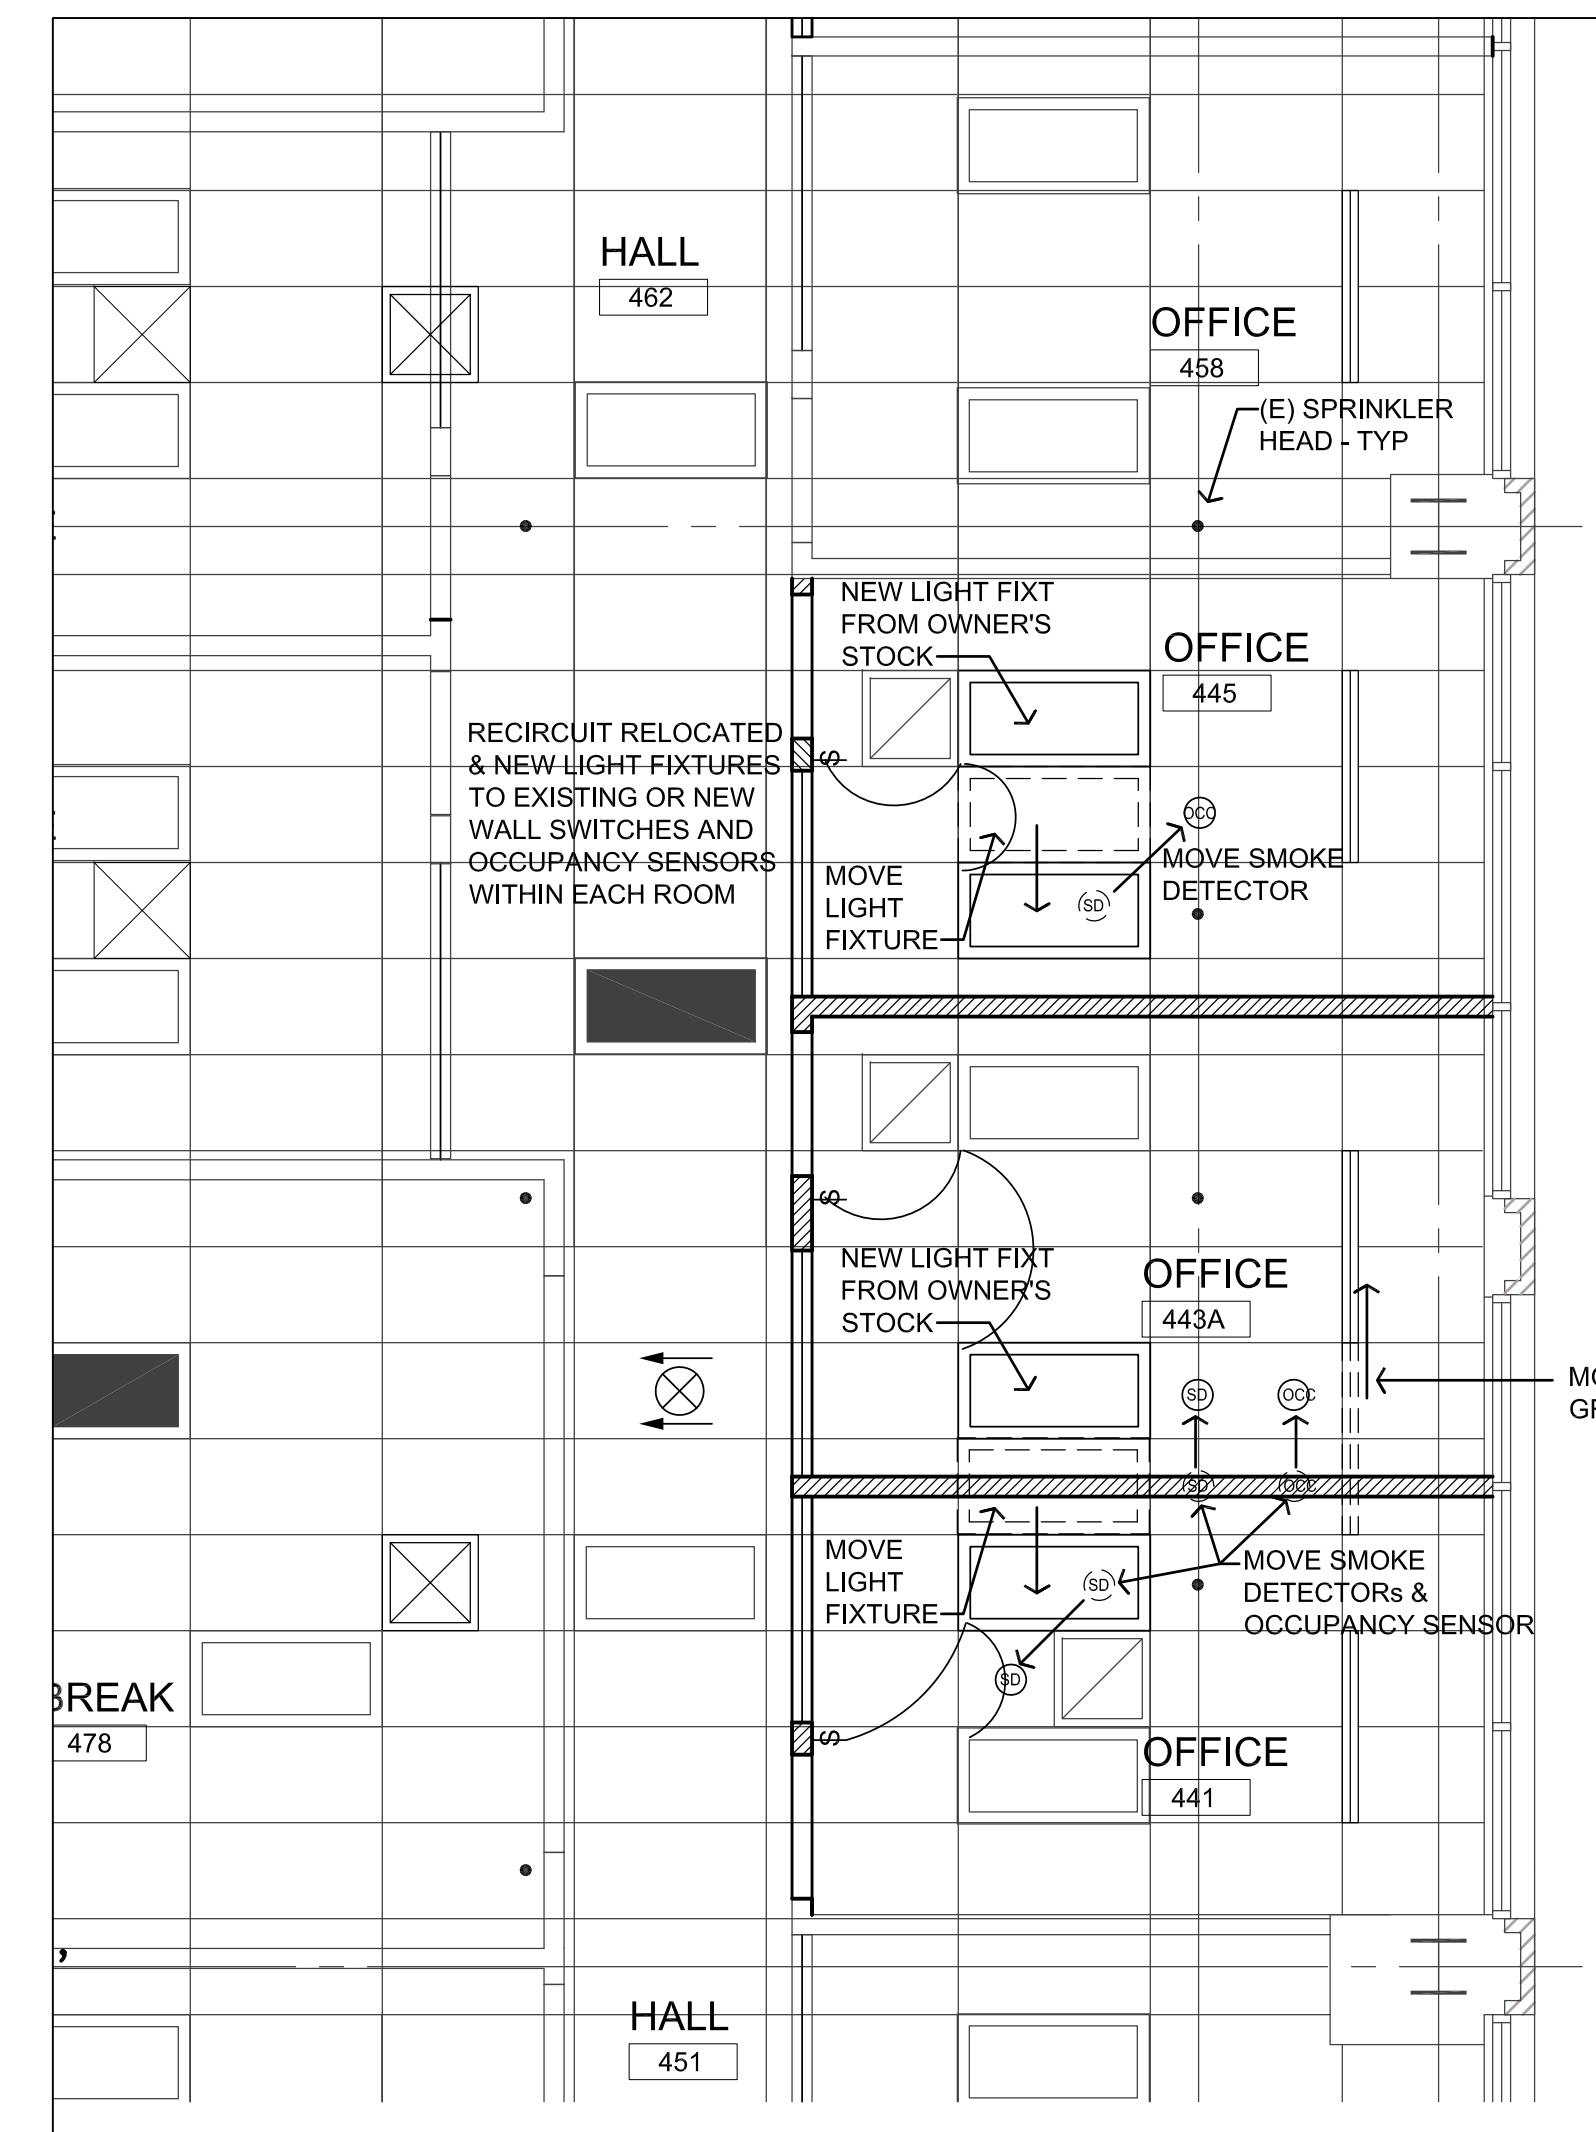 HALL
462
OFFICE
458
(E) SPRINKLER
HEAD - TYP
NEW LIGHT FIXT
FROM OWNER'S
STOCK
OFFICE
445
RECIRCUIT RELOCATED
& NEW LIGHT FIXTURES
TO EXISTING OR NEW
WALL SWITCHES AND
OCCUPANCY SENSORS
WITHIN EACH ROOM
S
OCC
MOVE SMOKE
DETECTOR
MOVE
LIGHT
FIXTURE
SD
S
NEW LIGHT FIXT
FROM OWNER'S
STOCK
OFFICE
443A
SD
OCC
SD
OCC
MOVE
LIGHT
FIXTURE
SD
MOVE SMOKE
DETECTORs &
OCCUPANCY SENSOR
SD
BREAK
478
S
OFFICE
441
HALL
451